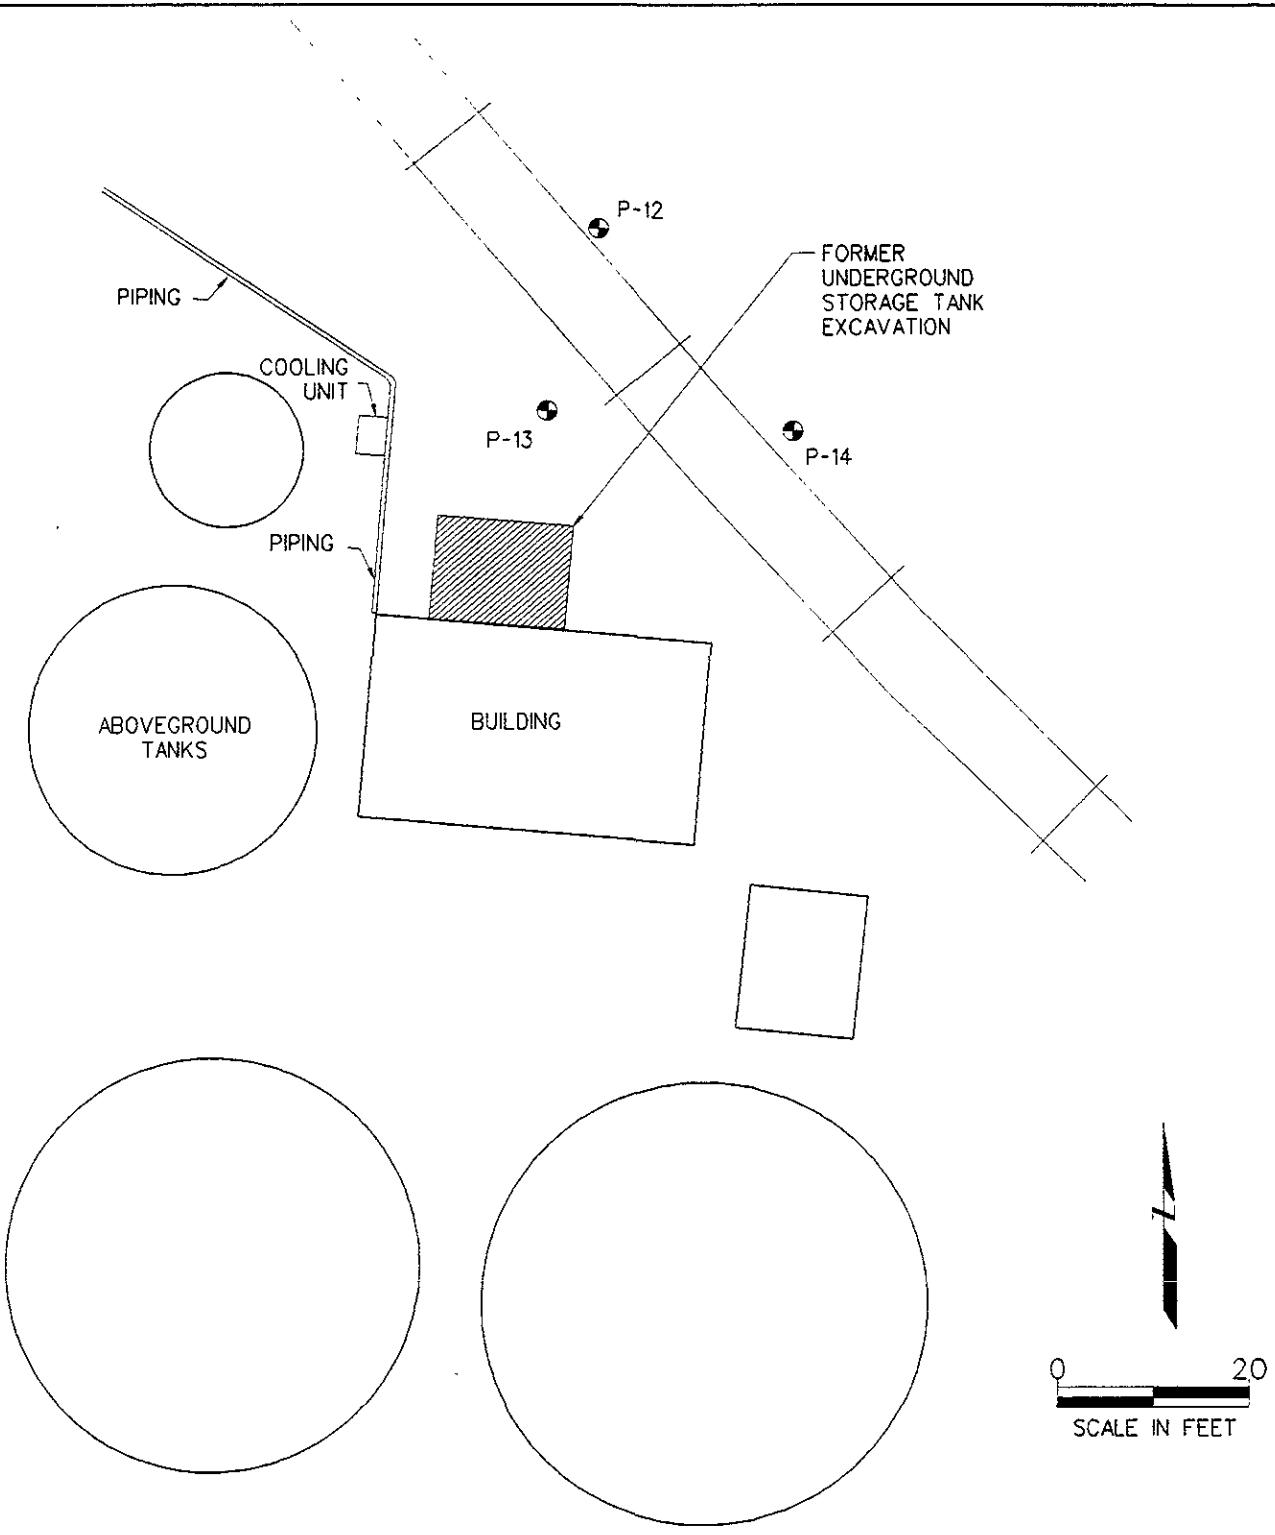 P-12
FORMER
UNDERGROUND
STORAGE TANK
EXCAVATION
PIPING
COOLING
UNIT
P-13
P-14
PIPING
ABOVEGROUND
TANKS
BUILDING
Z
0 20
SCALE IN FEET